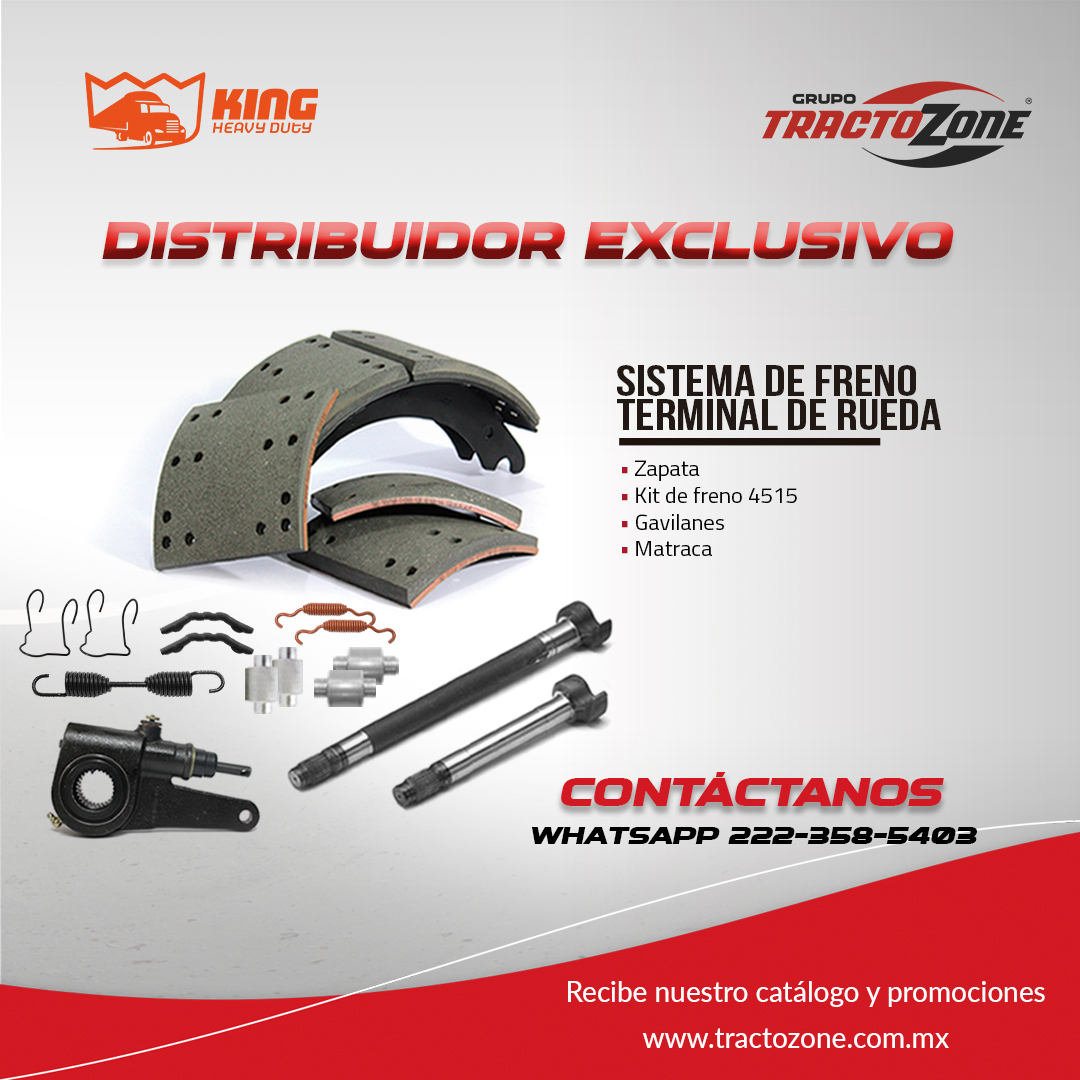 KING
HEAVY DUTY
GRUPO
TRACTOZONE®
DISTRIBUIDOR EXCLUSIVO
SISTEMA DE FRENO
TERMINAL DE RUEDA
▪ Zapata
▪ Kit de freno 4515
▪ Gavilanes
▪ Matraca
CONTÁCTANOS
WHATSAPP 222-358-5403
Recibe nuestro catálogo y promociones
www.tractozone.com.mx